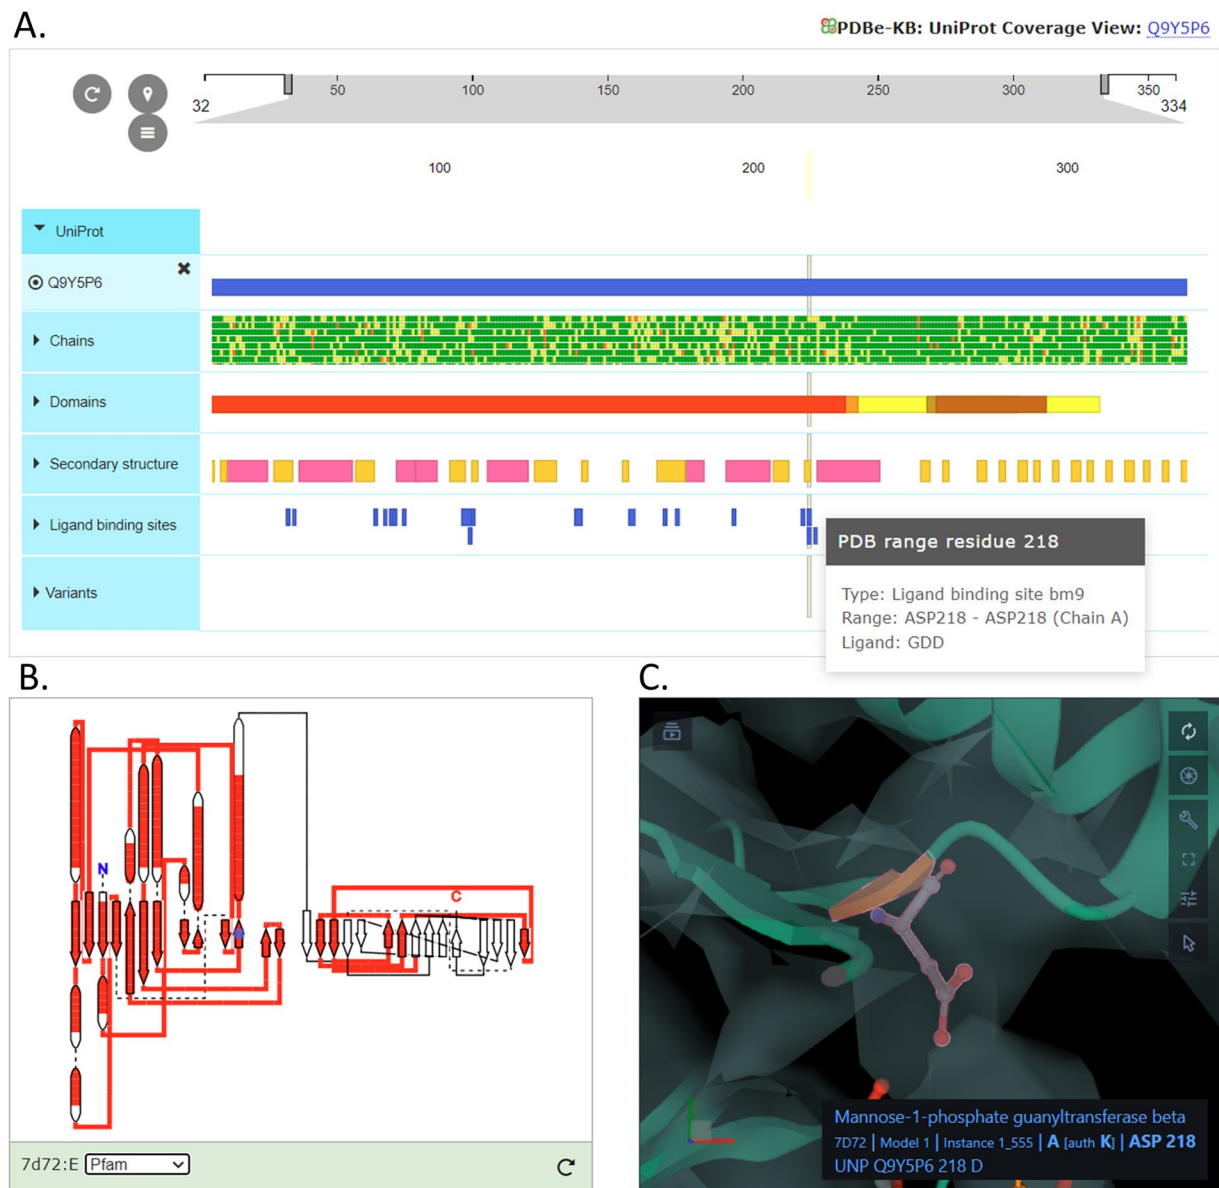 A.
PDBe-KB: UniProt Coverage View: Q9Y5P6
50 100 150 200 250 300 350
32 334
100 200 300
UniProt
Q9Y5P6
Chains
Domains
Secondary structure
Ligand binding sites
Variants
PDB range residue 218
Type: Ligand binding site bm9
Range: ASP218 - ASP218 (Chain A)
Ligand: GDD
B.
N
C
7d72:E Pfam
C.
Mannose-1-phosphate guanyltransferase beta
7D72 | Model 1 | Instance 1_555 | A [auth K] | ASP 218
UNP Q9Y5P6 218 D